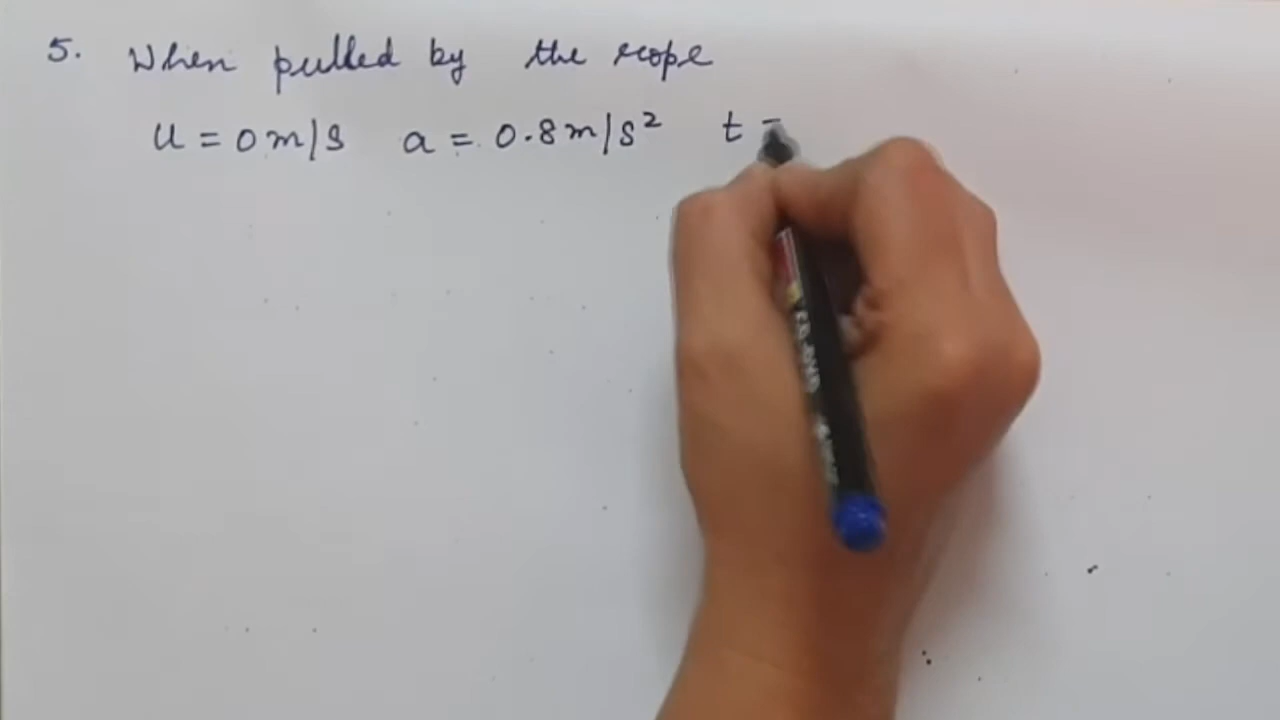 5. When pulled by the rope
u = 0 m/s a = 0.8 m/s² t =